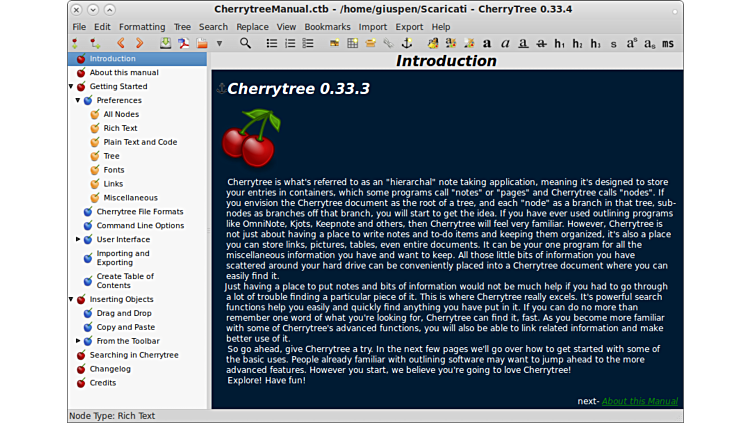 CherrytreeManual.ctb - /home/giuspen/Scaricati - CherryTree 0.33.4
File Edit Formatting Tree Search Replace View Bookmarks Import Export Help
a a a a h₁ h₂ h₃ s aˢ aₛ ms
Introduction
About this manual
Getting Started
Preferences
All Nodes
Rich Text
Plain Text and Code
Tree
Fonts
Links
Miscellaneous
Cherrytree File Formats
Command Line Options
User Interface
Importing and
Exporting
Create Table of
Contents
Inserting Objects
Drag and Drop
Copy and Paste
From the Toolbar
Searching in Cherrytree
Changelog
Credits
Introduction
Cherrytree 0.33.3
Cherrytree is what's referred to as an "hierarchal" note taking application, meaning it's designed to store
your entries in containers, which some programs call "notes" or "pages" and Cherrytree calls "nodes". If
you envision the Cherrytree document as the root of a tree, and each "node" as a branch in that tree, sub-
nodes as branches off that branch, you will start to get the idea. If you have ever used outlining programs
like OmniNote, Kjots, Keepnote and others, then Cherrytree will feel very familiar. However, Cherrytree is
not just about having a place to write notes and to-do items and keeping them organized, it's also a place
you can store links, pictures, tables, even entire documents. It can be your one program for all the
miscellaneous information you have and want to keep. All those little bits of information you have
scattered around your hard drive can be conveniently placed into a Cherrytree document where you can
easily find it.
Just having a place to put notes and bits of information would not be much help if you had to go through
a lot of trouble finding a particular piece of it. This is where Cherrytree really excels. It's powerful search
functions help you easily and quickly find anything you have put in it. If you can do no more than
remember one word of what you're looking for, Cherrytree can find it, fast. As you become more familiar
with some of Cherrytree's advanced functions, you will also be able to link related information and make
better use of it.
So go ahead, give Cherrytree a try. In the next few pages we'll go over how to get started with some of
the basic uses. People already familiar with outlining software may want to jump ahead to the more
advanced features. However you start, we believe you're going to love Cherrytree!
Explore! Have fun!
next- About this Manual
Node Type: Rich Text